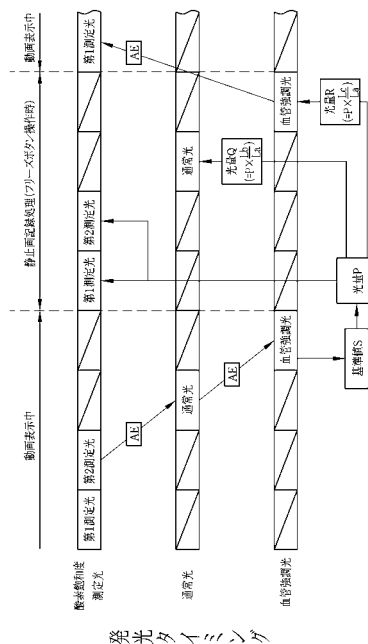 発光タイミング
動画表示中
静止画記録処理(フリーズボタン操作時)
動画表示中
酸素飽和度
測定光
第1測定光
第2測定光
第1測定光
第2測定光
第1測定光
AE
AE
AE
通常光
通常光
通常光
光量Q
(=P×Lb/La)
血管強調光
血管強調光
血管強調光
基準値S
光量P
光量R
(=P×Lc/La)